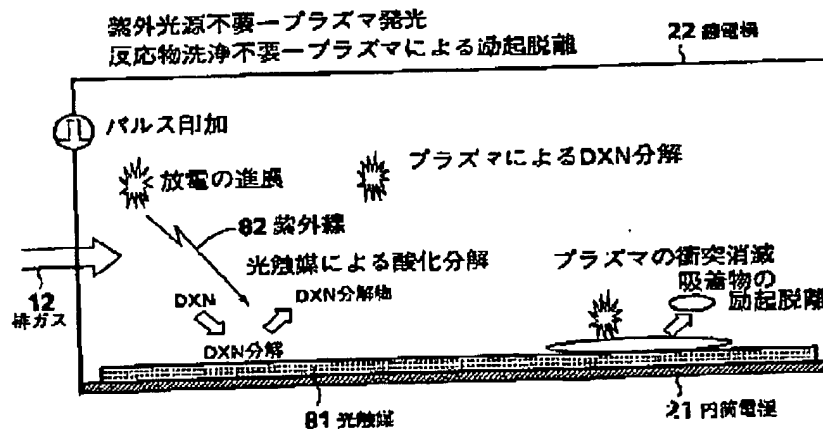 紫外光源不要ープラズマ発光
反応物洗浄不要ープラズマによる励起脱離
22 線電極
パルス印加
放電の進展
プラズマによるDXN分解
82 紫外線
光触媒による酸化分解
プラズマの衝突消滅
吸着物の
励起脱離
12
排ガス
DXN
DXN分解物
DXN分解
81 光触媒
21 円筒電極